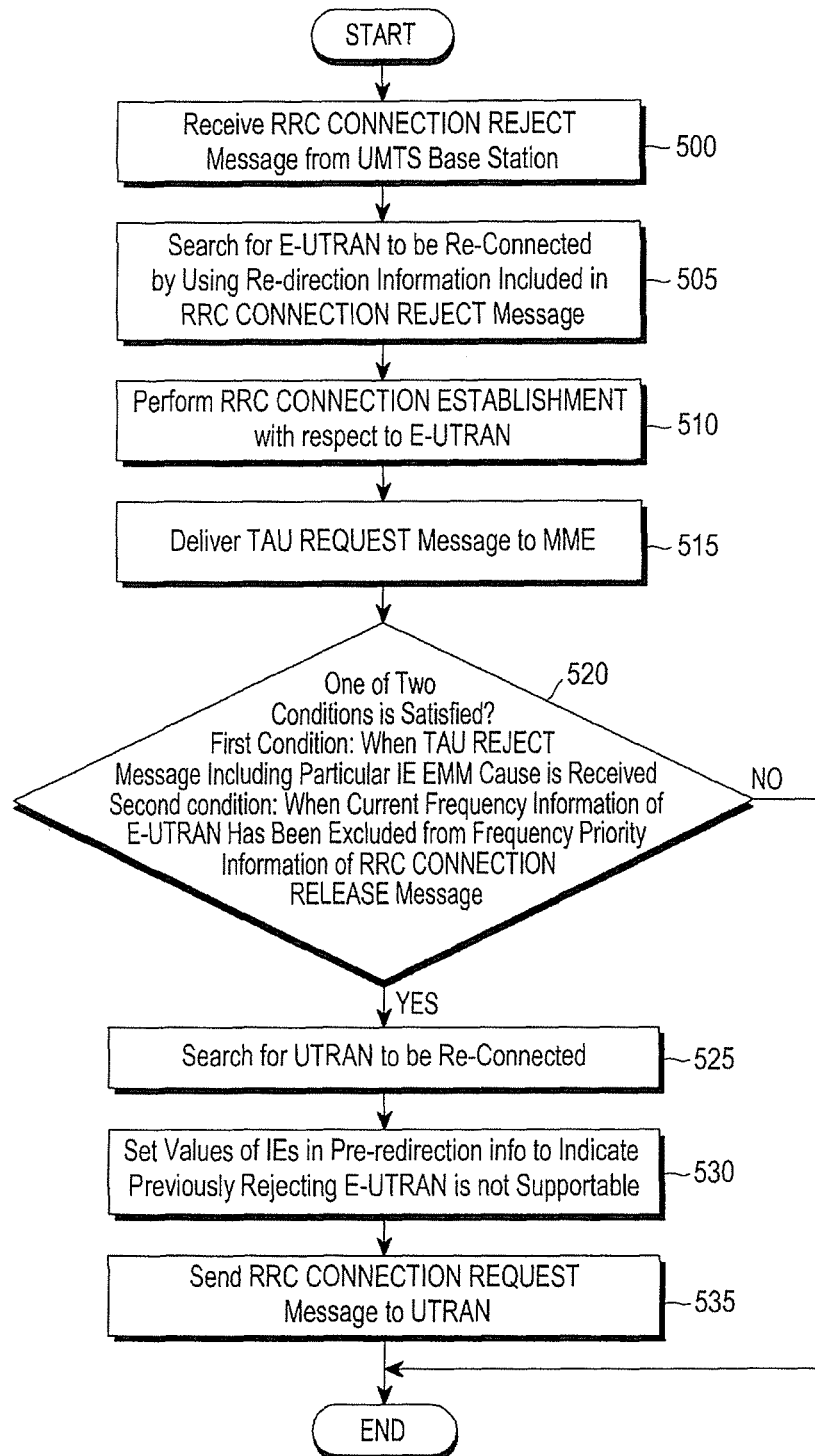 START
Receive RRC CONNECTION REJECT
Message from UMTS Base Station
500
Search for E-UTRAN to be Re-Connected
by Using Re-direction Information Included in
RRC CONNECTION REJECT Message
505
Perform RRC CONNECTION ESTABLISHMENT
with respect to E-UTRAN
510
Deliver TAU REQUEST Message to MME
515
520
One of Two
Conditions is Satisfied?
First Condition: When TAU REJECT
Message Including Particular IE EMM Cause is Received
Second condition: When Current Frequency Information of
E-UTRAN Has Been Excluded from Frequency Priority
Information of RRC CONNECTION
RELEASE Message
NO
YES
Search for UTRAN to be Re-Connected
525
Set Values of IEs in Pre-redirection info to Indicate
Previously Rejecting E-UTRAN is not Supportable
530
Send RRC CONNECTION REQUEST
Message to UTRAN
535
END